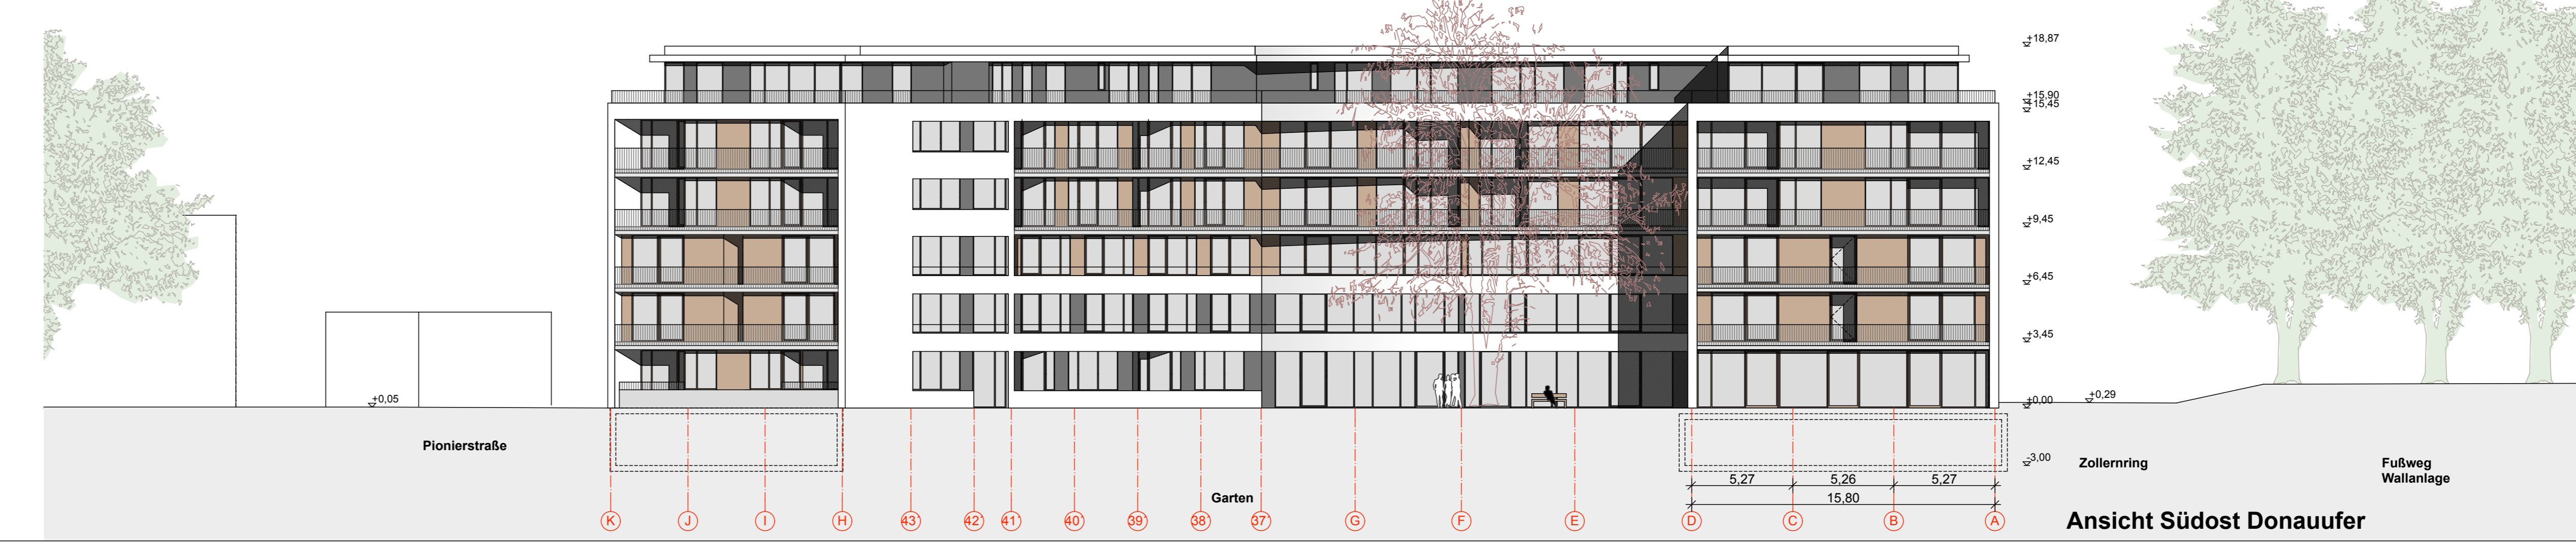 +18,87
+15,90
+15,45
+12,45
+9,45
+6,45
+3,45
+0,05
+0,00
+0,29
-3,00
Pionierstraße
Zollernring
Fußweg
Wallanlage
Garten
5,27 5,26 5,27
15,80
K J I H 43' 42' 41' 40' 39' 38' 37' G F E D C B A
Ansicht Südost Donauufer